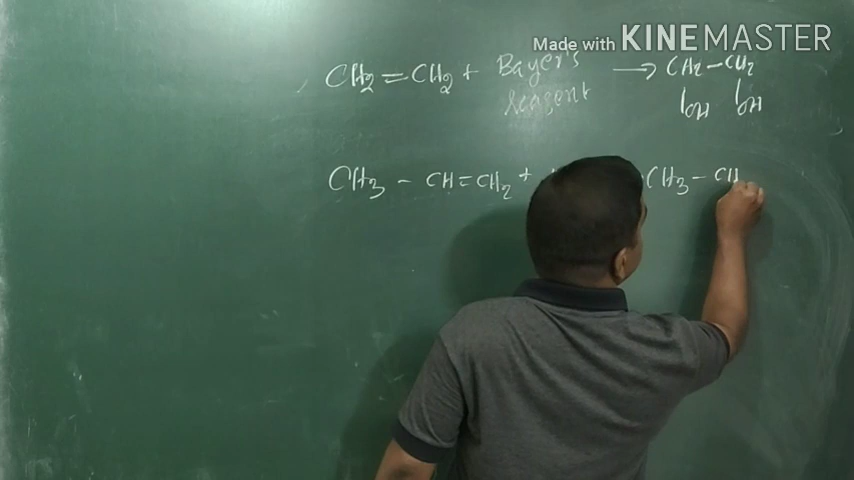 Made with KINEMASTER
CH2=CH2 + Bayer's → CH2-CH2
reagent OH OH
CH3 - CH=CH2 + CH3 - CH